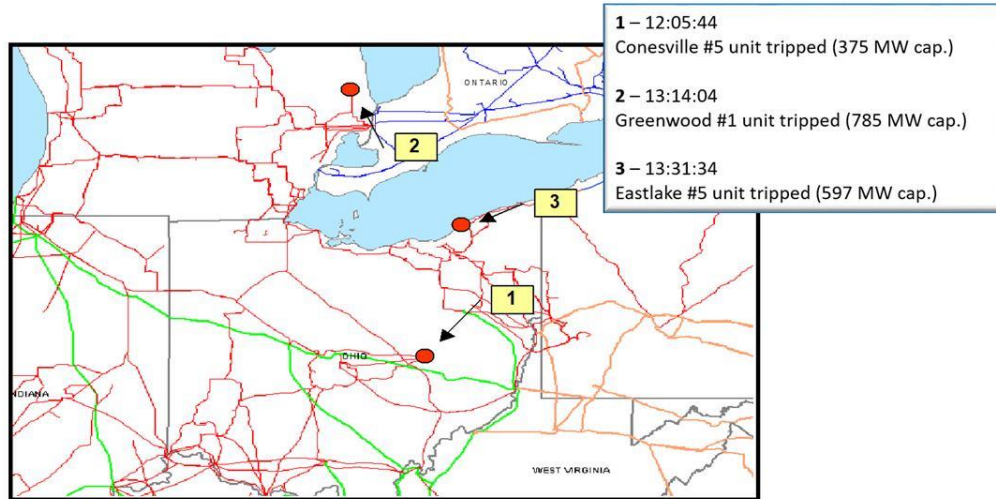 1 – 12:05:44
Conesville #5 unit tripped (375 MW cap.)
2 – 13:14:04
Greenwood #1 unit tripped (785 MW cap.)
3 – 13:31:34
Eastlake #5 unit tripped (597 MW cap.)
ONTARIO
2
3
1
OHIO
NDIANA
WEST VIRGINIA